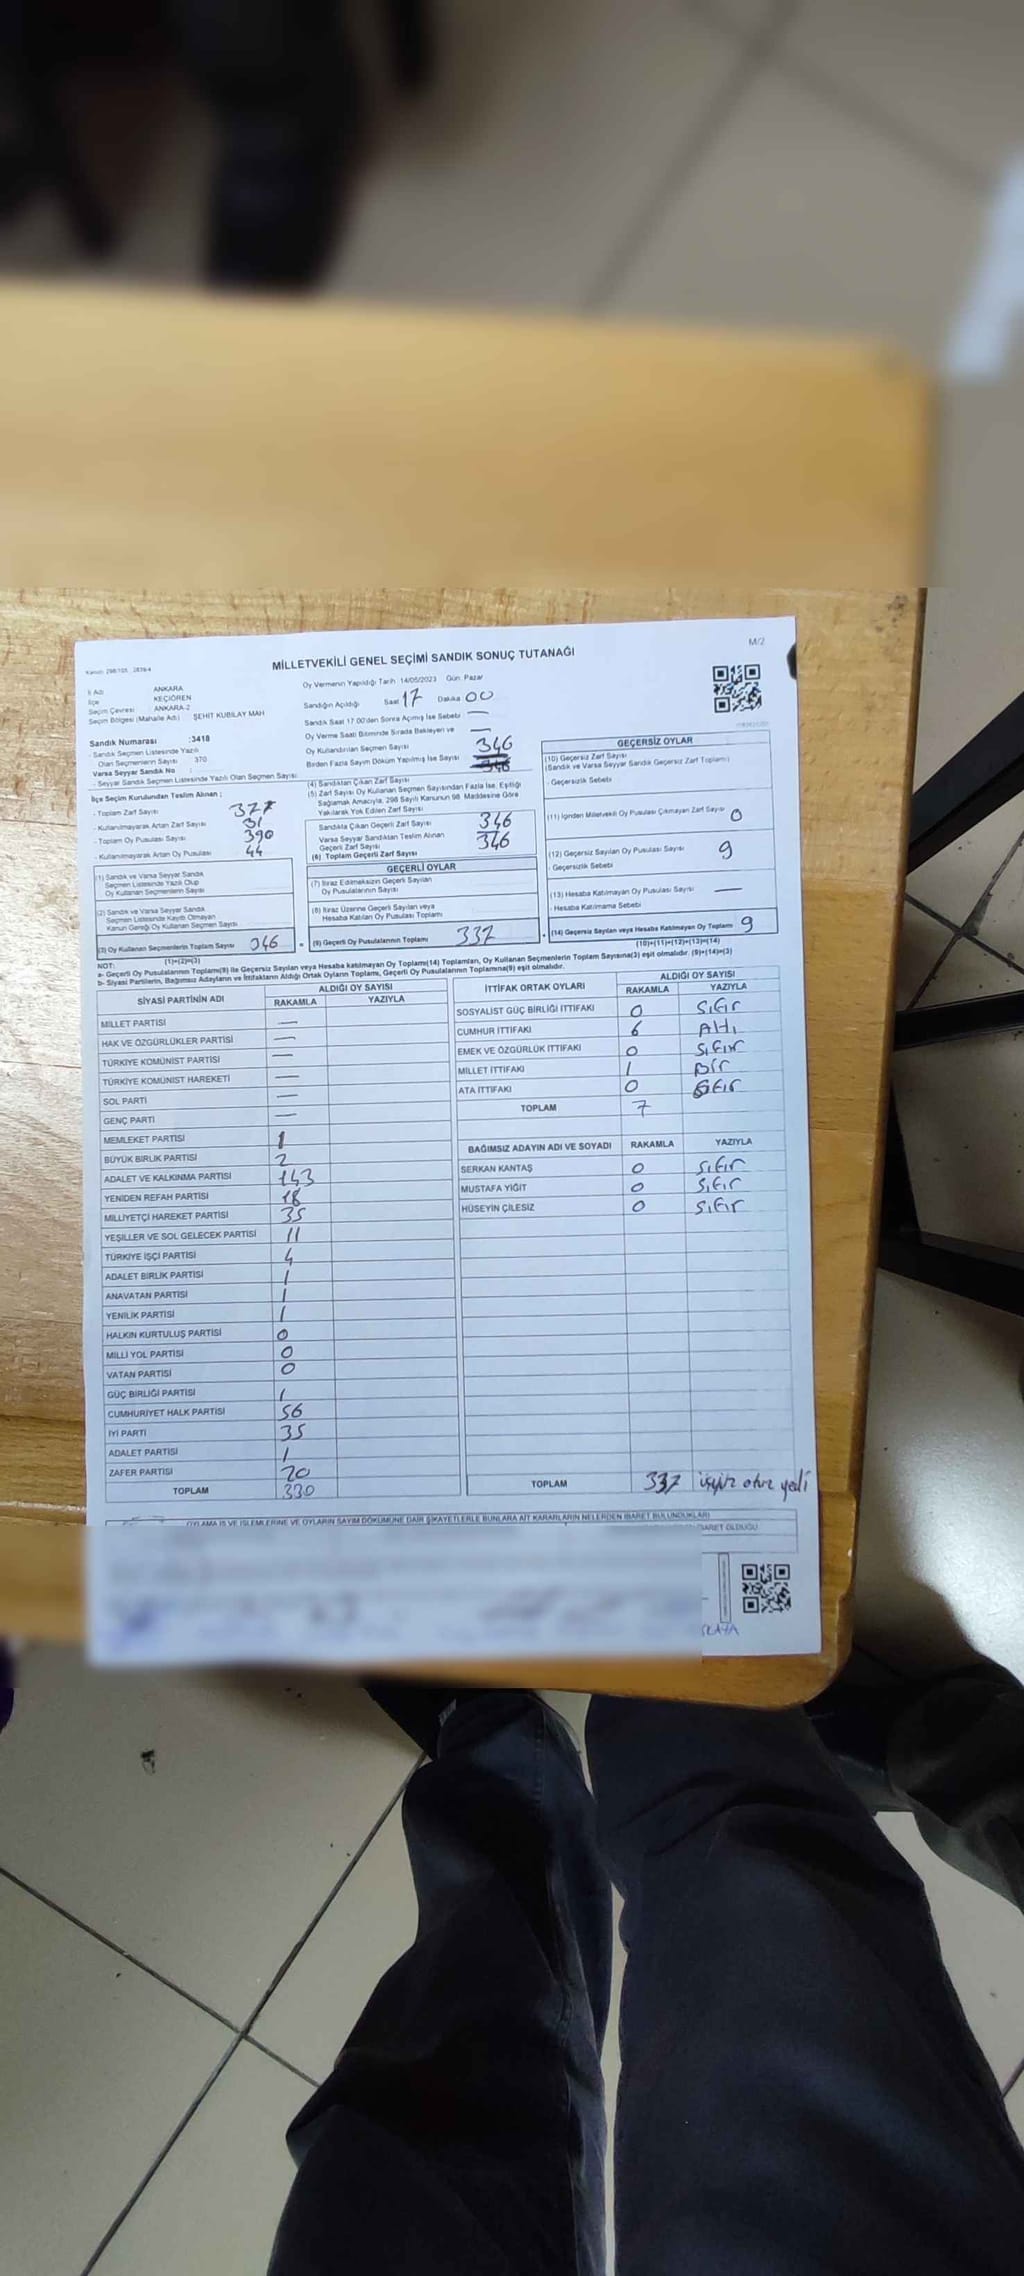 M/2
Kanun: 298/105 , 2839/4
MİLLETVEKİLİ GENEL SEÇİMİ SANDIK SONUÇ TUTANAĞI
İl Adı ANKARA
İlçe KEÇİÖREN
Seçim Çevresi ANKARA-2
Seçim Bölgesi (Mahalle Adı) ŞEHİT KUBİLAY MAH
Oy Vermenin Yapıldığı Tarih :14/05/2023 Gün: Pazar
Sandığın Açıldığı Saat 17 Dakika 00
Sandık Saat 17:00'den Sonra Açılmış İse Sebebi —
Oy Verme Saati Bitiminde Sırada Bekleyen ve
Oy Kullandırılan Seçmen Sayısı —
Birden Fazla Sayım Döküm Yapılmış İse Sayısı
346
Sandık Numarası :3418
- Sandık Seçmen Listesinde Yazılı
Olan Seçmenlerin Sayısı 370
Varsa Seyyar Sandık No :
- Seyyar Sandık Seçmen Listesinde Yazılı Olan Seçmen Sayısı
İlçe Seçim Kurulundan Teslim Alınan ;
- Toplam Zarf Sayısı 377
- Kullanılmayarak Artan Zarf Sayısı 31
- Toplam Oy Pusulası Sayısı 390
- Kullanılmayarak Artan Oy Pusulası 44
(1) Sandık ve Varsa Seyyar Sandık
Seçmen Listesinde Yazılı Olup
Oy Kullanan Seçmenlerin Sayısı
(2) Sandık ve Varsa Seyyar Sandık
Seçmen Listesinde Kayıtlı Olmayan
Kanun Gereği Oy Kullanan Seçmen Sayısı
(3) Oy Kullanan Seçmenlerin Toplam Sayısı 346
(1)+(2)=(3)
(4) Sandıktan Çıkan Zarf Sayısı
(5) Zarf Sayısı Oy Kullanan Seçmen Sayısından Fazla İse, Eşitliği
Sağlamak Amacıyla, 298 Sayılı Kanunun 98. Maddesine Göre
Yakılarak Yok Edilen Zarf Sayısı
Sandıkta Çıkan Geçerli Zarf Sayısı 346
Varsa Seyyar Sandıktan Teslim Alınan
Geçerli Zarf Sayısı
(6) Toplam Geçerli Zarf Sayısı 346
GEÇERLİ OYLAR
(7) İtiraz Edilmeksizin Geçerli Sayılan
Oy Pusulalarının Sayısı
(8) İtiraz Üzerine Geçerli Sayılan veya
Hesaba Katılan Oy Pusulası Toplamı
(9) Geçerli Oy Pusulalarının Toplamı 337
GEÇERSİZ OYLAR
(10) Geçersiz Zarf Sayısı
(Sandık ve Varsa Seyyar Sandık Geçersiz Zarf Toplamı)
- Geçersizlik Sebebi
(11) İçinden Milletvekili Oy Pusulası Çıkmayan Zarf Sayısı 0
(12) Geçersiz Sayılan Oy Pusulası Sayısı 9
- Geçersizlik Sebebi
(13) Hesaba Katılmayan Oy Pusulası Sayısı —
- Hesaba Katılmama Sebebi
(14) Geçersiz Sayılan veya Hesaba Katılmayan Oy Toplamı 9
(10)+(11)+(12)+(13)=(14)
NOT:
a- Geçerli Oy Pusulalarının Toplamı(9) ile Geçersiz Sayılan veya Hesaba katılmayan Oy Toplamı(14) Toplamları, Oy Kullanan Seçmenlerin Toplam Sayısına(3) eşit olmalıdır. (9)+(14)=(3)
b- Siyasi Partilerin, Bağımsız Adayların ve İttifakların Aldığı Ortak Oyların Toplamı, Geçerli Oy Pusulalarının Toplamına(9) eşit olmalıdır.
SİYASİ PARTİNİN ADI ALDIĞI OY SAYISI
RAKAMLA YAZIYLA
MİLLET PARTİSİ —
HAK VE ÖZGÜRLÜKLER PARTİSİ —
TÜRKİYE KOMÜNİST PARTİSİ —
TÜRKİYE KOMÜNİST HAREKETİ —
SOL PARTİ —
GENÇ PARTİ —
MEMLEKET PARTİSİ 1
BÜYÜK BİRLİK PARTİSİ 2
ADALET VE KALKINMA PARTİSİ 143
YENİDEN REFAH PARTİSİ 18
MİLLİYETÇİ HAREKET PARTİSİ 35
YEŞİLLER VE SOL GELECEK PARTİSİ 11
TÜRKİYE İŞÇİ PARTİSİ 4
ADALET BİRLİK PARTİSİ 1
ANAVATAN PARTİSİ 1
YENİLİK PARTİSİ 1
HALKIN KURTULUŞ PARTİSİ 0
MİLLİ YOL PARTİSİ 0
VATAN PARTİSİ 0
GÜÇ BİRLİĞİ PARTİSİ 1
CUMHURİYET HALK PARTİSİ 56
İYİ PARTİ 35
ADALET PARTİSİ 1
ZAFER PARTİSİ 20
TOPLAM 330
İTTİFAK ORTAK OYLARI ALDIĞI OY SAYISI
RAKAMLA YAZIYLA
SOSYALİST GÜÇ BİRLİĞİ İTTİFAKI 0 Sıfır
CUMHUR İTTİFAKI 6 Altı
EMEK VE ÖZGÜRLÜK İTTİFAKI 0 Sıfır
MİLLET İTTİFAKI 1 Bir
ATA İTTİFAKI 0 Sıfır
TOPLAM 7
BAĞIMSIZ ADAYIN ADI VE SOYADI RAKAMLA YAZIYLA
SERKAN KANTAŞ 0 Sıfır
MUSTAFA YİĞİT 0 Sıfır
HÜSEYİN ÇİLESİZ 0 Sıfır
TOPLAM 337 üçyüz otuz yedi
OYLAMA İŞ VE İŞLEMLERİNE VE OYLARIN SAYIM DÖKÜMÜNE DAİR ŞİKAYETLERLE BUNLARA AİT KARARLARIN NELERDEN İBARET BULUNDUKLARI
İBARET OLDUĞU